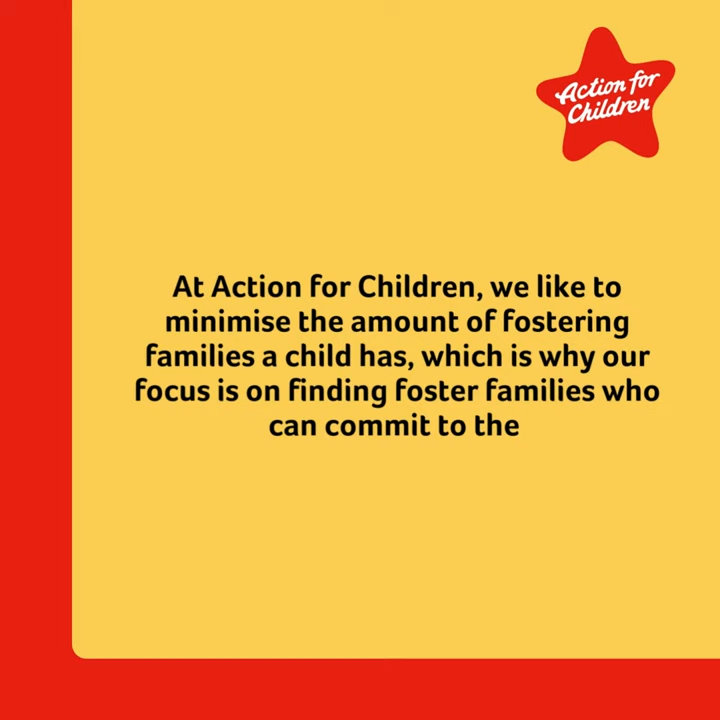 Action for
Children
At Action for Children, we like to
minimise the amount of fostering
families a child has, which is why our
focus is on finding foster families who
can commit to the